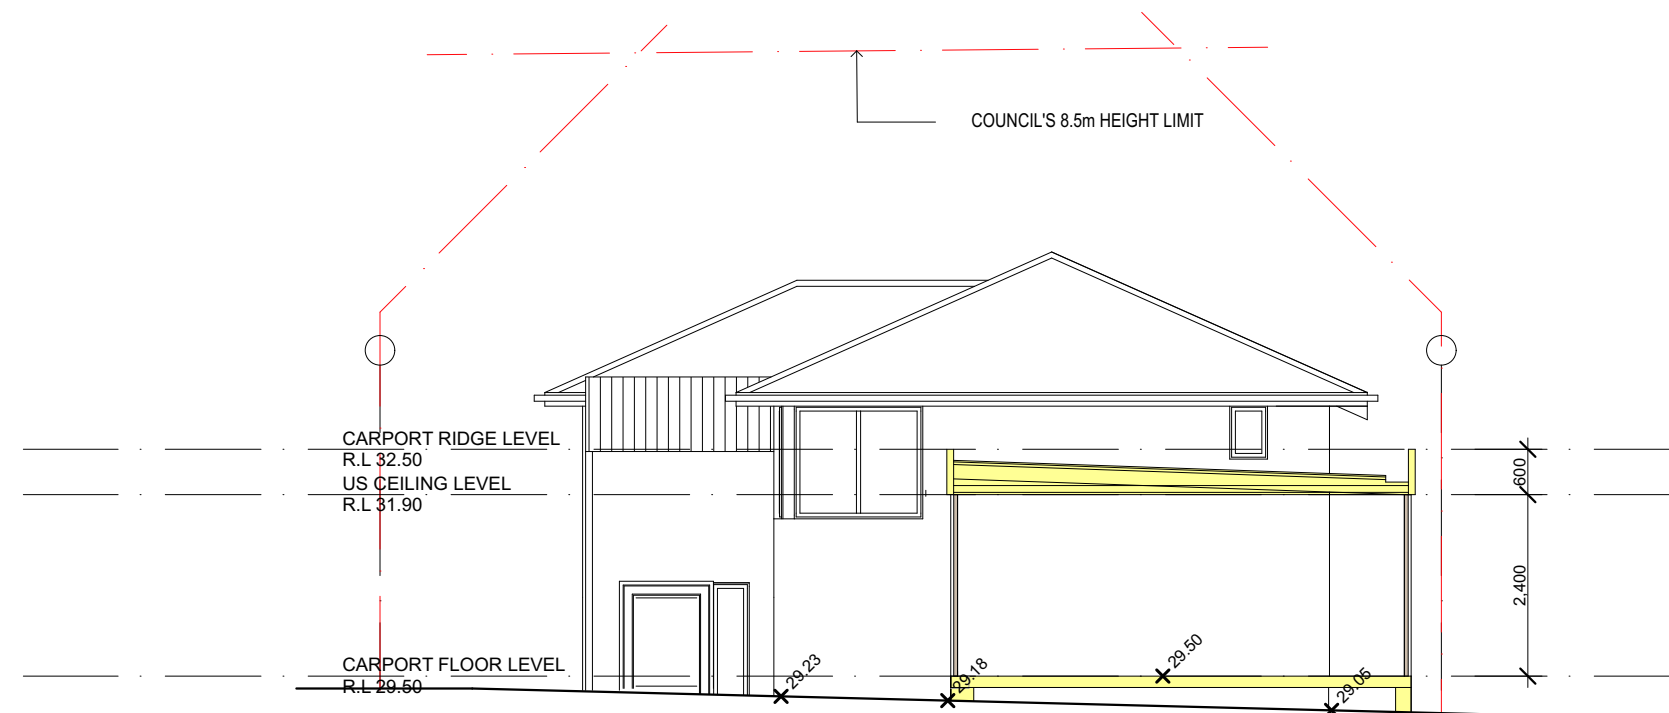 COUNCIL'S 8.5m HEIGHT LIMIT
CARPORT RIDGE LEVEL
R.L 32.50
US CEILING LEVEL
R.L 31.90
600
2,400
CARPORT FLOOR LEVEL
R.L 29.50
29.23
29.18
29.50
29.05